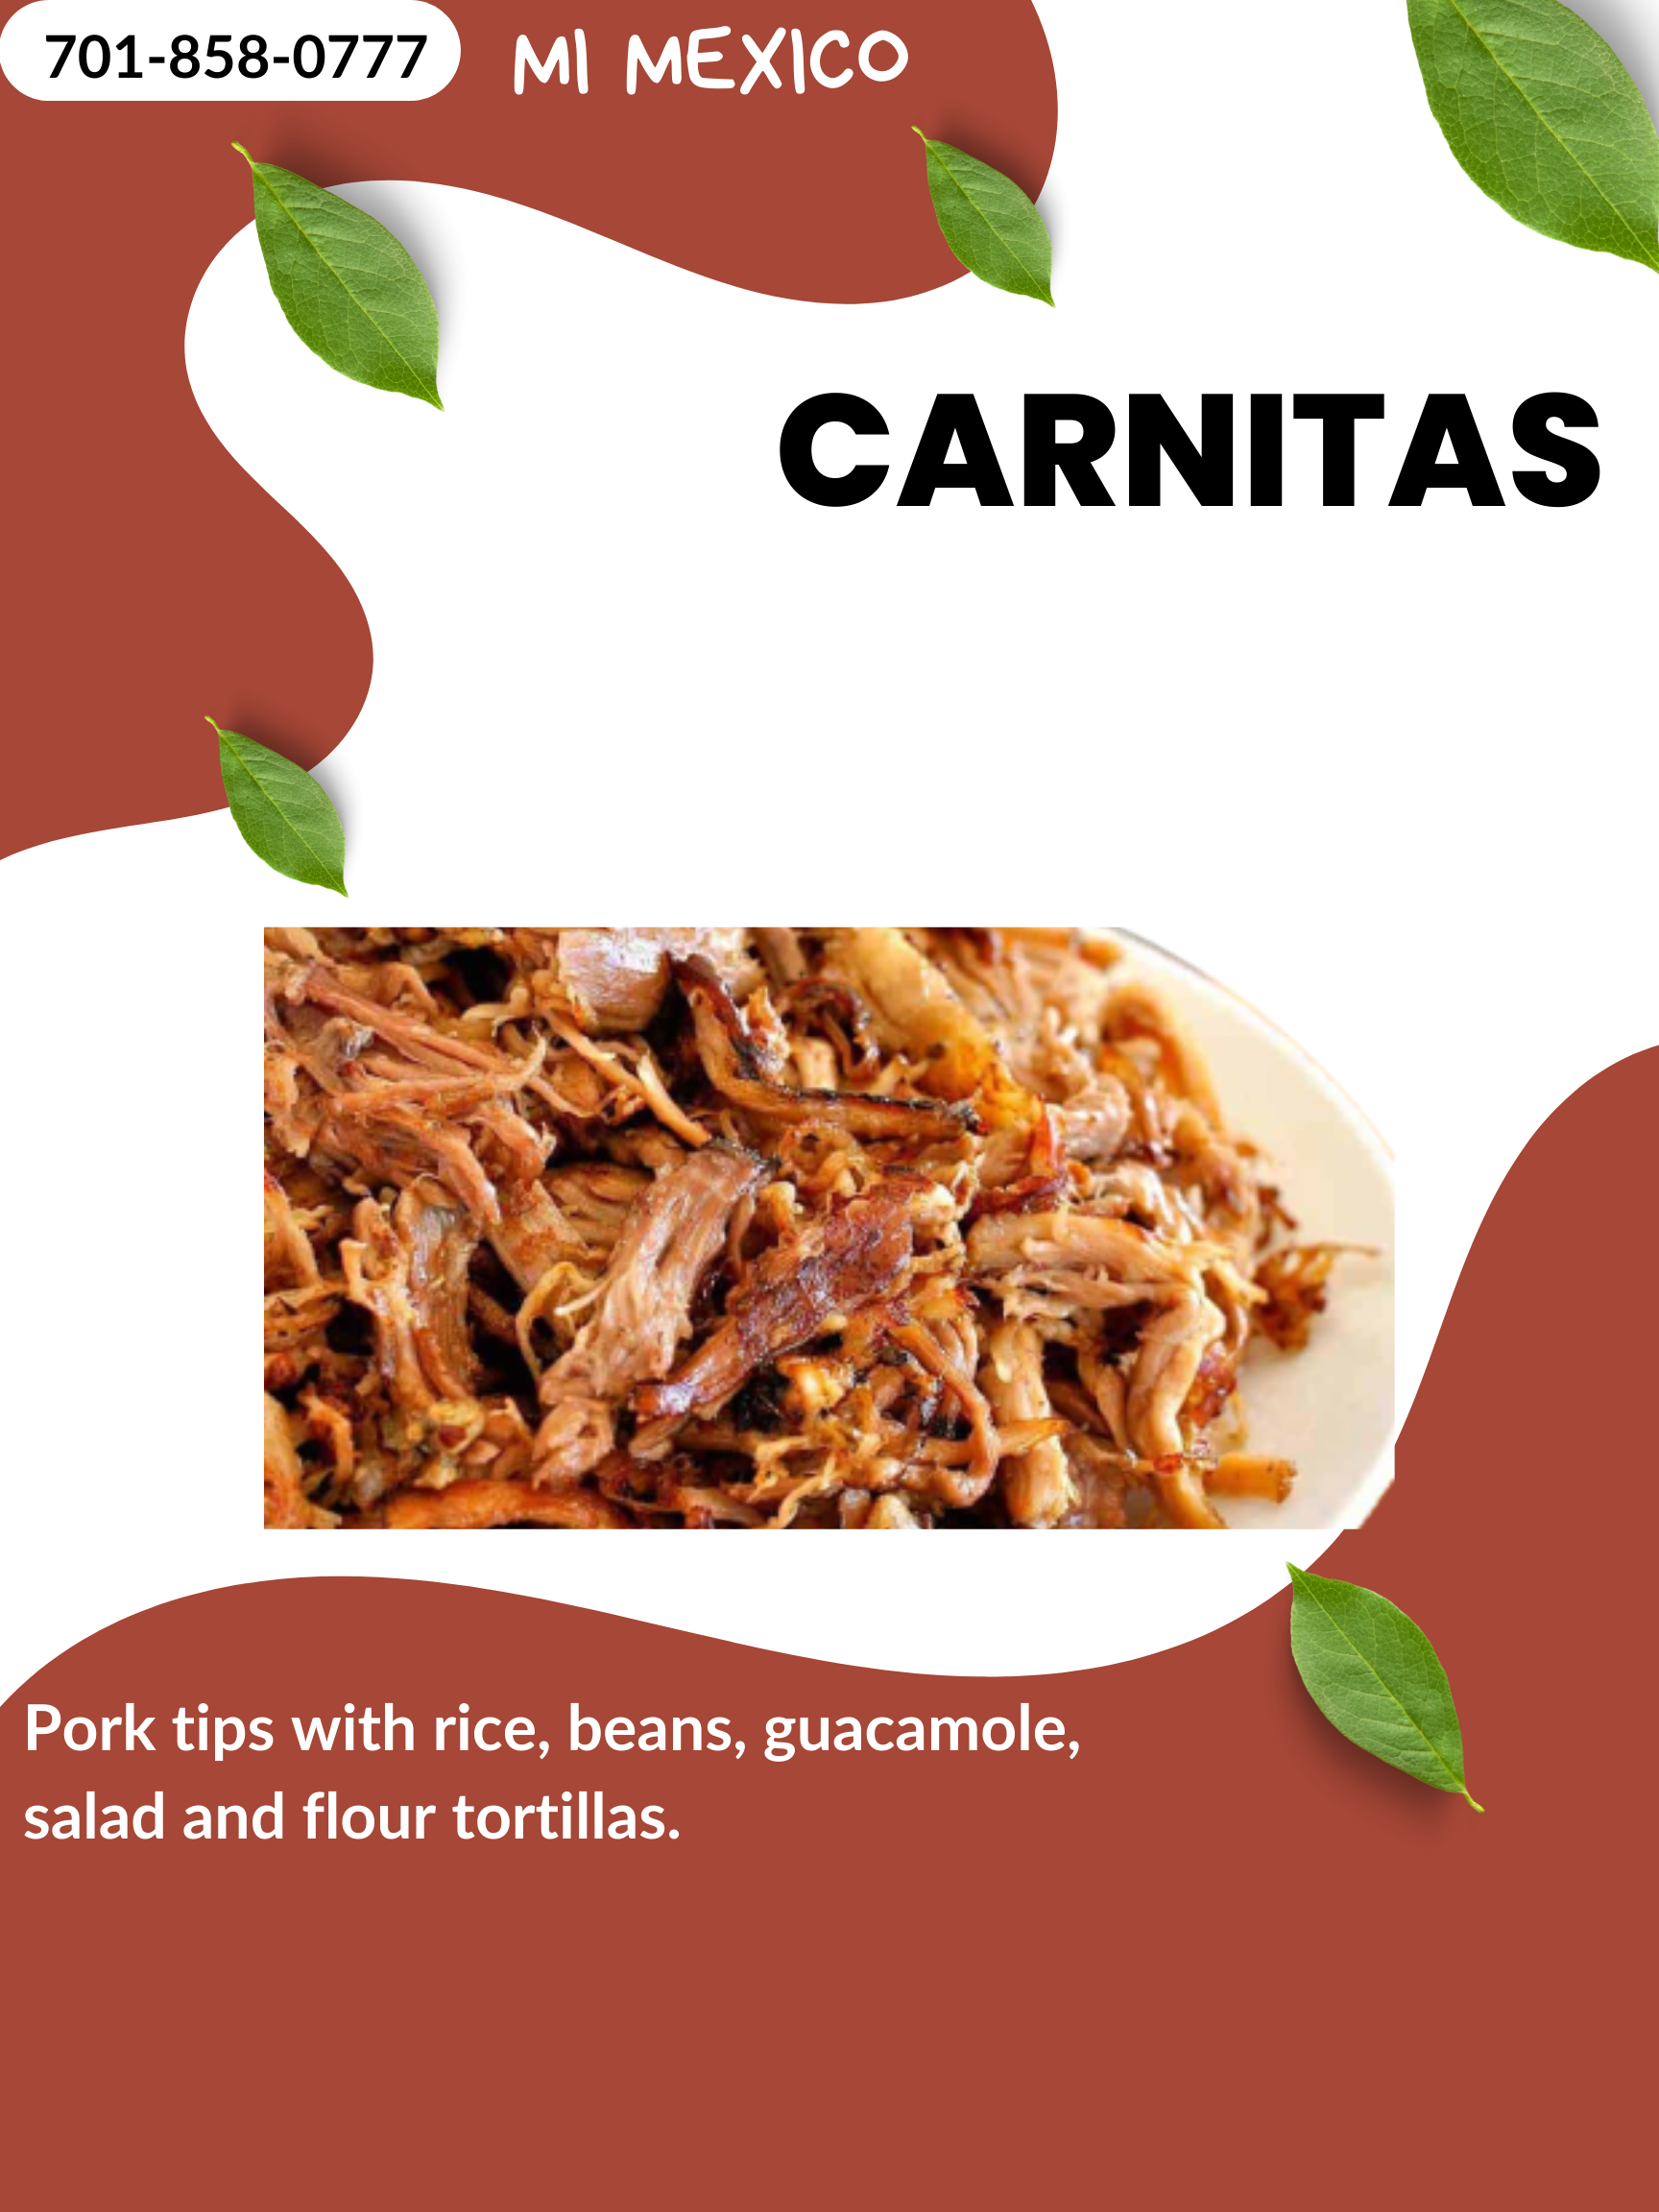 701-858-0777
MI MEXICO
CARNITAS
Pork tips with rice, beans, guacamole,
salad and flour tortillas.